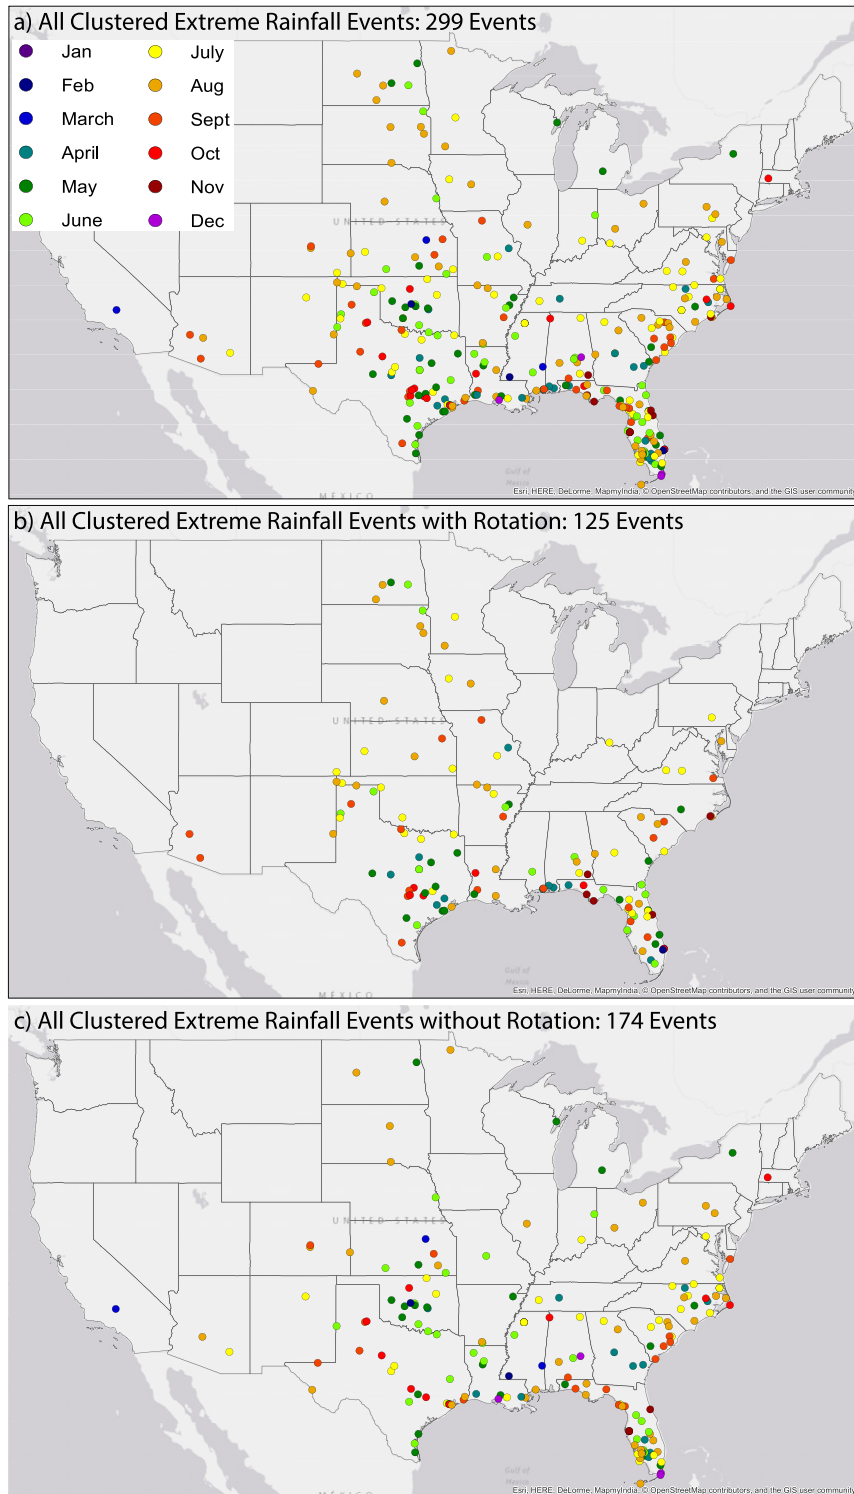 a) All Clustered Extreme Rainfall Events: 299 Events
Jan
July
Feb
Aug
March
Sept
April
Oct
May
Nov
June
Dec
UNITED STATES
Gulf of
Mexico
MÉXICO
Esri, HERE, DeLorme, MapmyIndia, © OpenStreetMap contributors, and the GIS user community
b) All Clustered Extreme Rainfall Events with Rotation: 125 Events
UNITED STATES
Gulf of
Mexico
MÉXICO
Esri, HERE, DeLorme, MapmyIndia, © OpenStreetMap contributors, and the GIS user community
c) All Clustered Extreme Rainfall Events without Rotation: 174 Events
UNITED STATES
Gulf of
Mexico
MÉXICO
Esri, HERE, DeLorme, MapmyIndia, © OpenStreetMap contributors, and the GIS user community